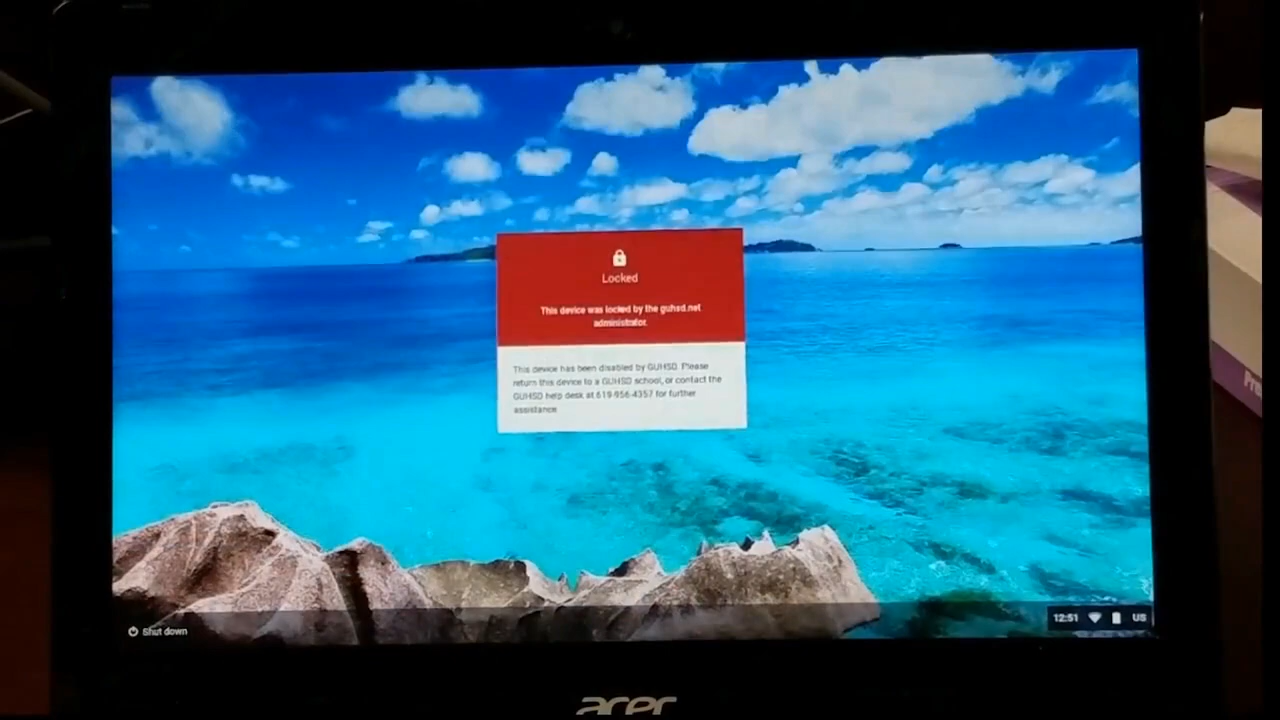 Locked
This device was locked by the guhsd.net
administrator.
This device has been disabled by GUHSD. Please
return this device to a GUHSD school, or contact the
GUHSD help desk at 619-956-4357 for further
assistance
Shut down
12:51 US
acer